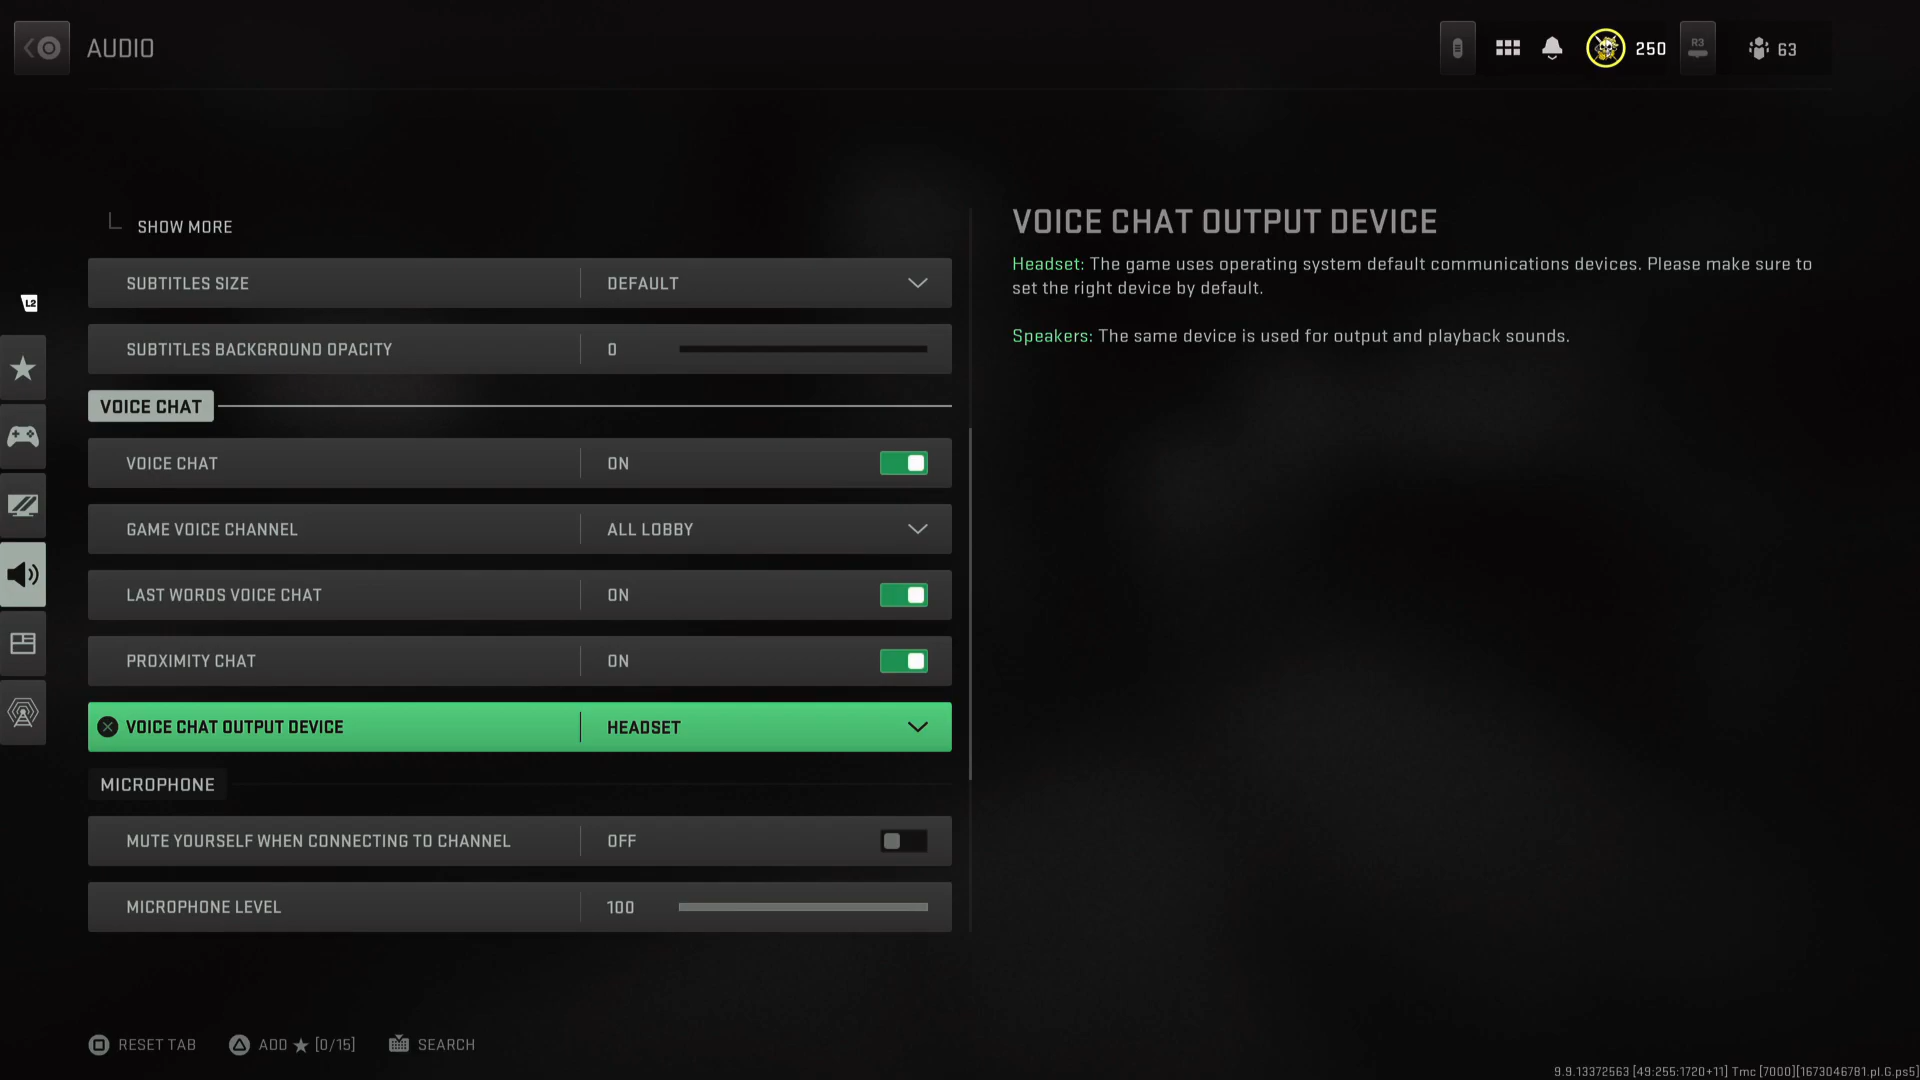 AUDIO
250
R3
63
SHOW MORE
SUBTITLES SIZE
DEFAULT
L2
SUBTITLES BACKGROUND OPACITY
0
VOICE CHAT
VOICE CHAT
ON
GAME VOICE CHANNEL
ALL LOBBY
LAST WORDS VOICE CHAT
ON
PROXIMITY CHAT
ON
VOICE CHAT OUTPUT DEVICE
HEADSET
MICROPHONE
MUTE YOURSELF WHEN CONNECTING TO CHANNEL
OFF
MICROPHONE LEVEL
100
VOICE CHAT OUTPUT DEVICE
Headset: The game uses operating system default communications devices. Please make sure to
set the right device by default.
Speakers: The same device is used for output and playback sounds.
RESET TAB
ADD ★ [0/15]
SEARCH
9.9.13372563 [49:255:1720+11] Tmc [7000][1673046781.pl.G.ps5]